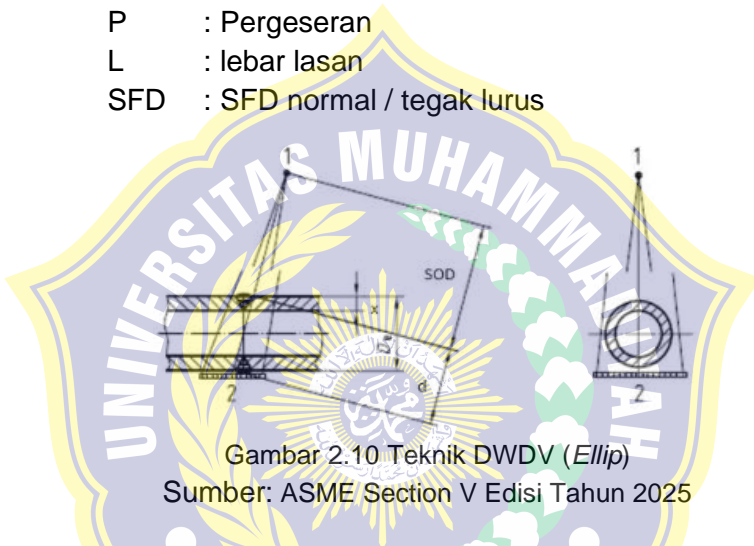 P : Pergeseran
L : lebar lasan
SFD : SFD normal / tegak lurus
UNIVERSITAS MUHAMMADIYAH
1
1
SOD
x
d
2
2
Gambar 2.10 Teknik DWDV (Ellip)
Sumber: ASME Section V Edisi Tahun 2025